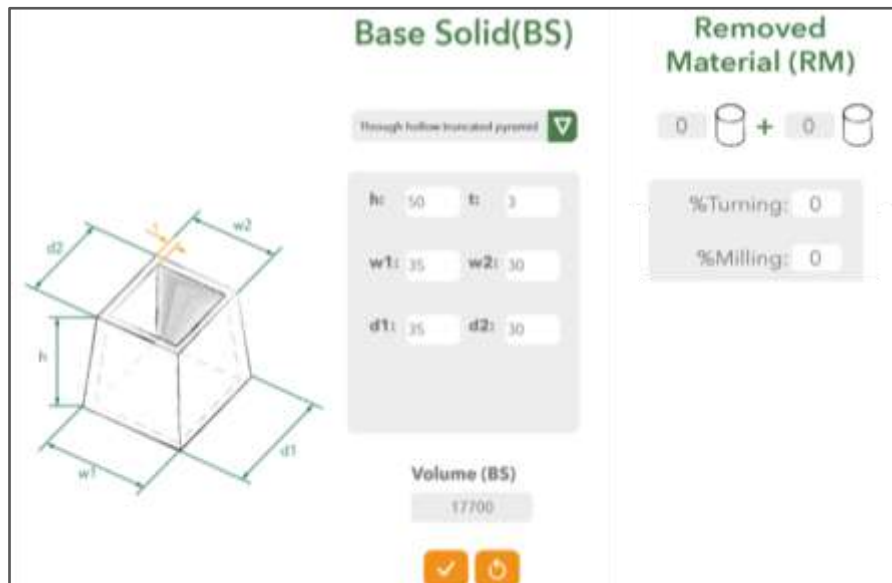 Base Solid(BS)
Through hollow truncated pyramid
h: 50 t: 3
w1: 35 w2: 30
d1: 35 d2: 30
Volume (BS)
17700
Removed
Material (RM)
0 + 0
%Turning: 0
%Milling: 0
t
w2
d2
h
w1
d1